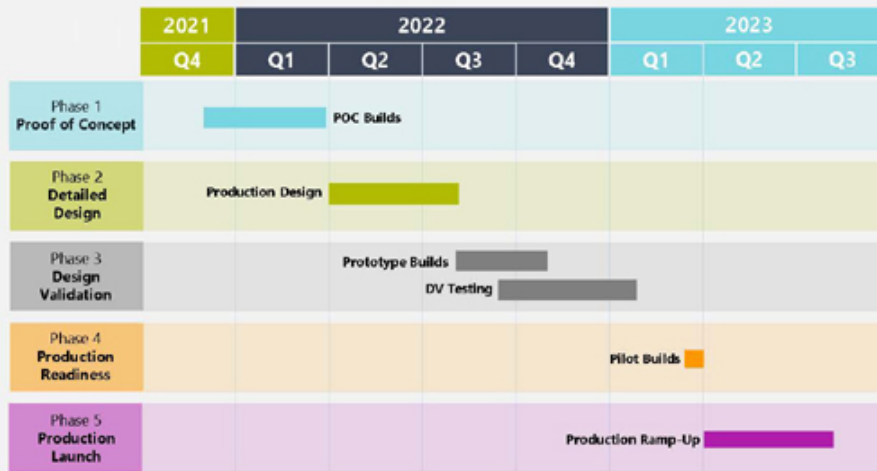 2021 2022 2023
Q4 Q1 Q2 Q3 Q4 Q1 Q2 Q3
Phase 1
Proof of Concept
POC Builds
Phase 2
Detailed
Design
Production Design
Phase 3
Design
Validation
Prototype Builds
DV Testing
Phase 4
Production
Readiness
Pilot Builds
Phase 5
Production
Launch
Production Ramp-Up